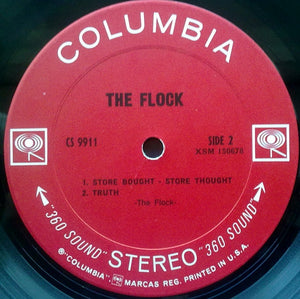 COLUMBIA
THE FLOCK
CS 9911
SIDE 2
XSM 150678
1. STORE BOUGHT - STORE THOUGHT
2. TRUTH
-The Flock-
"360 SOUND" STEREO "360 SOUND"
® "COLUMBIA", MARCAS REG. PRINTED IN U.S.A.